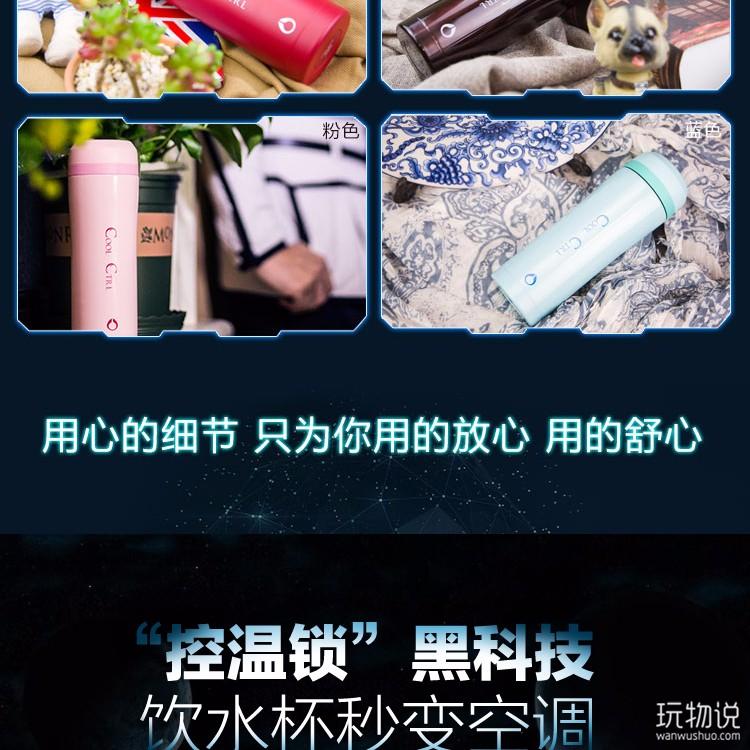 粉色
蓝色
COOL CTRL
COOL CTRL
用心的细节 只为你用的放心 用的舒心
“控温锁”黑科技
饮水杯秒变空调
玩物说
wanwushuo.com